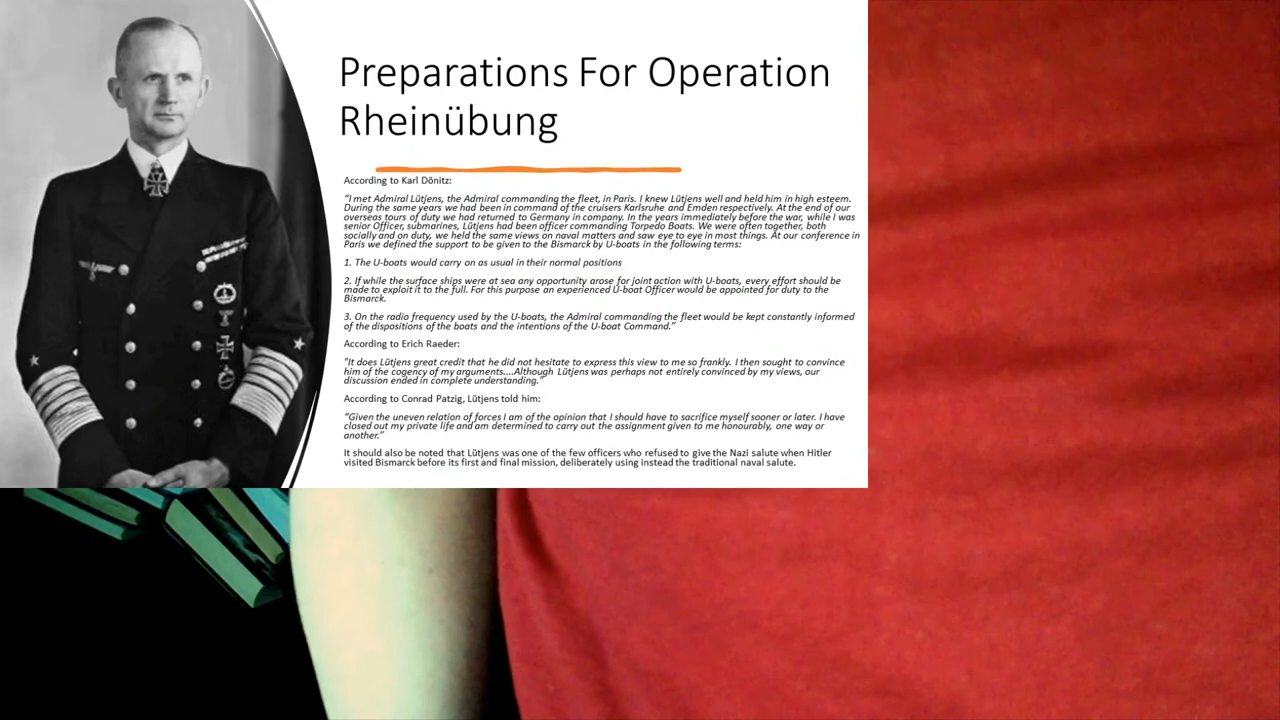 Preparations For Operation
Rheinübung
According to Karl Dönitz:
“I met Admiral Lütjens, the Admiral commanding the fleet, in Paris. I knew Lütjens well and held him in high esteem.
During the same years we had been in command of the cruisers Karlsruhe and Emden respectively. At the end of our
overseas tours of duty we had returned to Germany in company. In the years immediately before the war, while I was
senior Officer, submarines, Lütjens had been officer commanding Torpedo Boats. We were often together, both
socially and on duty, we held the same views on naval matters and saw eye to eye in most things. At our conference in
Paris we defined the support to be given to the Bismarck by U-boats in the following terms:
1. The U-boats would carry on as usual in their normal positions
2. If while the surface ships were at sea any opportunity arose for joint action with U-boats, every effort should be
made to exploit it to the full. For this purpose an experienced U-boat Officer would be appointed for duty to the
Bismarck.
3. On the radio frequency used by the U-boats, the Admiral commanding the fleet would be kept constantly informed
of the dispositions of the boats and the intentions of the U-boat Command.”
According to Erich Raeder:
“It does Lütjens great credit that he did not hesitate to express this view to me so frankly. I then sought to convince
him of the cogency of my arguments....Although Lütjens was perhaps not entirely convinced by my views, our
discussion ended in complete understanding.”
According to Conrad Patzig, Lütjens told him:
“Given the uneven relation of forces I am of the opinion that I should have to sacrifice myself sooner or later. I have
closed out my private life and am determined to carry out the assignment given to me honourably, one way or
another.”
It should also be noted that Lütjens was one of the few officers who refused to give the Nazi salute when Hitler
visited Bismarck before its first and final mission, deliberately using instead the traditional naval salute.